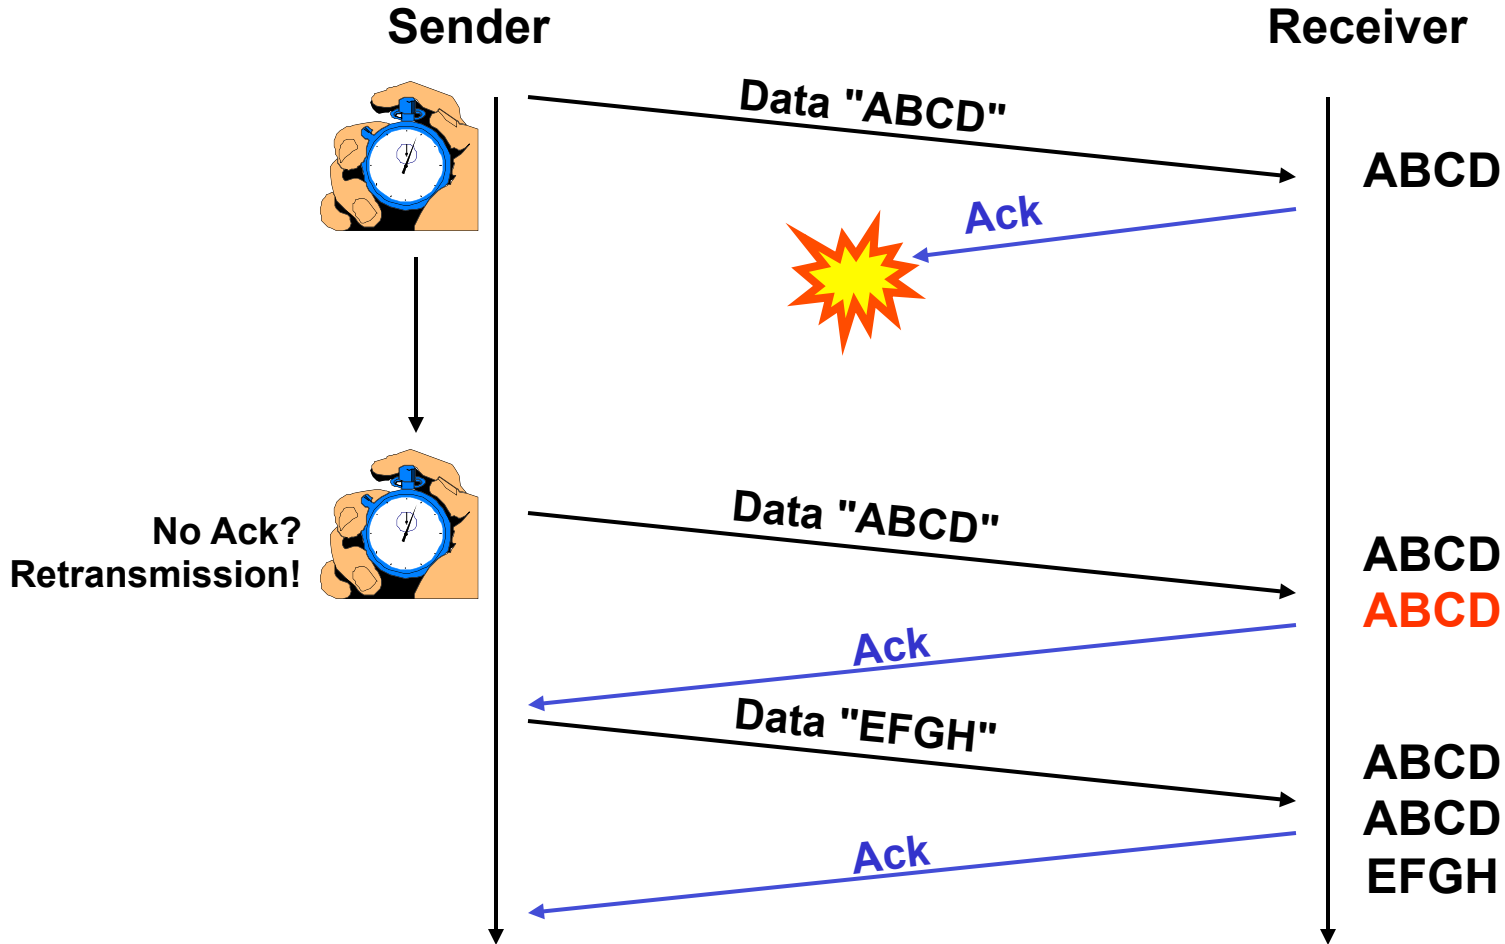 Sender
Receiver
Data "ABCD"
ABCD
Ack
No Ack?
Retransmission!
Data "ABCD"
ABCD
ABCD
Ack
Data "EFGH"
ABCD
ABCD
Ack
EFGH